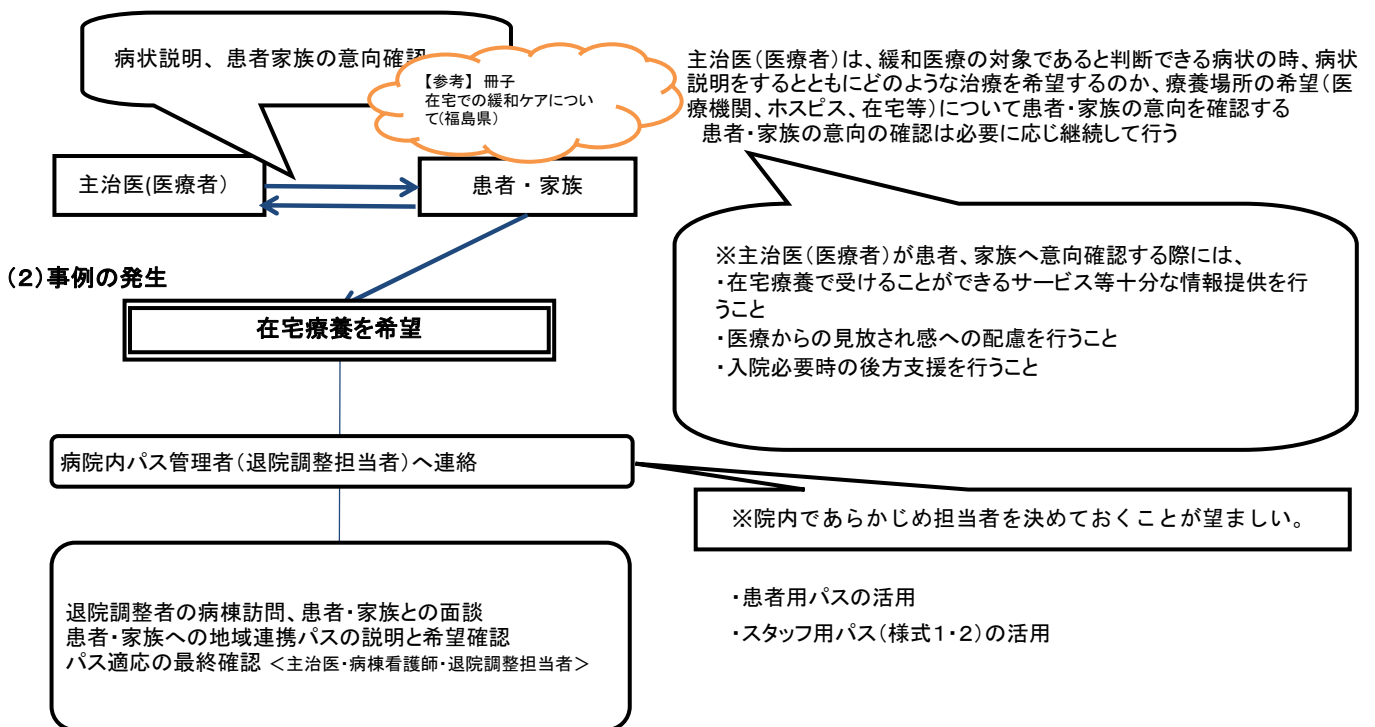 病状説明、患者家族の意向確認
【参考】冊子
在宅での緩和ケアについ
て(福島県)
主治医(医療者)は、緩和医療の対象であると判断できる病状の時、病状
説明をするとともにどのような治療を希望するのか、療養場所の希望(医
療機関、ホスピス、在宅等)について患者・家族の意向を確認する
患者・家族の意向の確認は必要に応じ継続して行う
主治医(医療者)
患者・家族
※主治医(医療者)が患者、家族へ意向確認する際には、
・在宅療養で受けることができるサービス等十分な情報提供を行
うこと
・医療からの見放され感への配慮を行うこと
・入院必要時の後方支援を行うこと
(2)事例の発生
在宅療養を希望
病院内パス管理者(退院調整担当者)へ連絡
※院内であらかじめ担当者を決めておくことが望ましい。
退院調整者の病棟訪問、患者・家族との面談
患者・家族への地域連携パスの説明と希望確認
パス適応の最終確認 <主治医・病棟看護師・退院調整担当者>
・患者用パスの活用
・スタッフ用パス(様式1・2)の活用